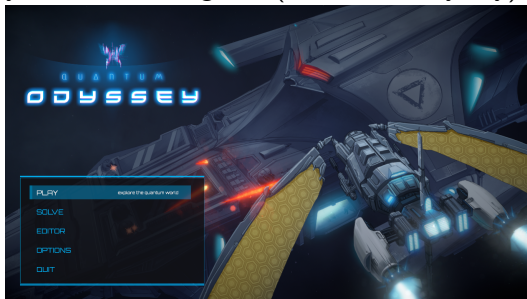 QUANTUM
ODYSSEY
PLAY explore the quantum world
SOLVE
EDITOR
OPTIONS
QUIT